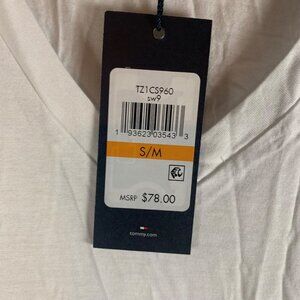 TZ1CS960
sw9
1 93623 03543 3
S/M
MSRP $78.00
tommy.com